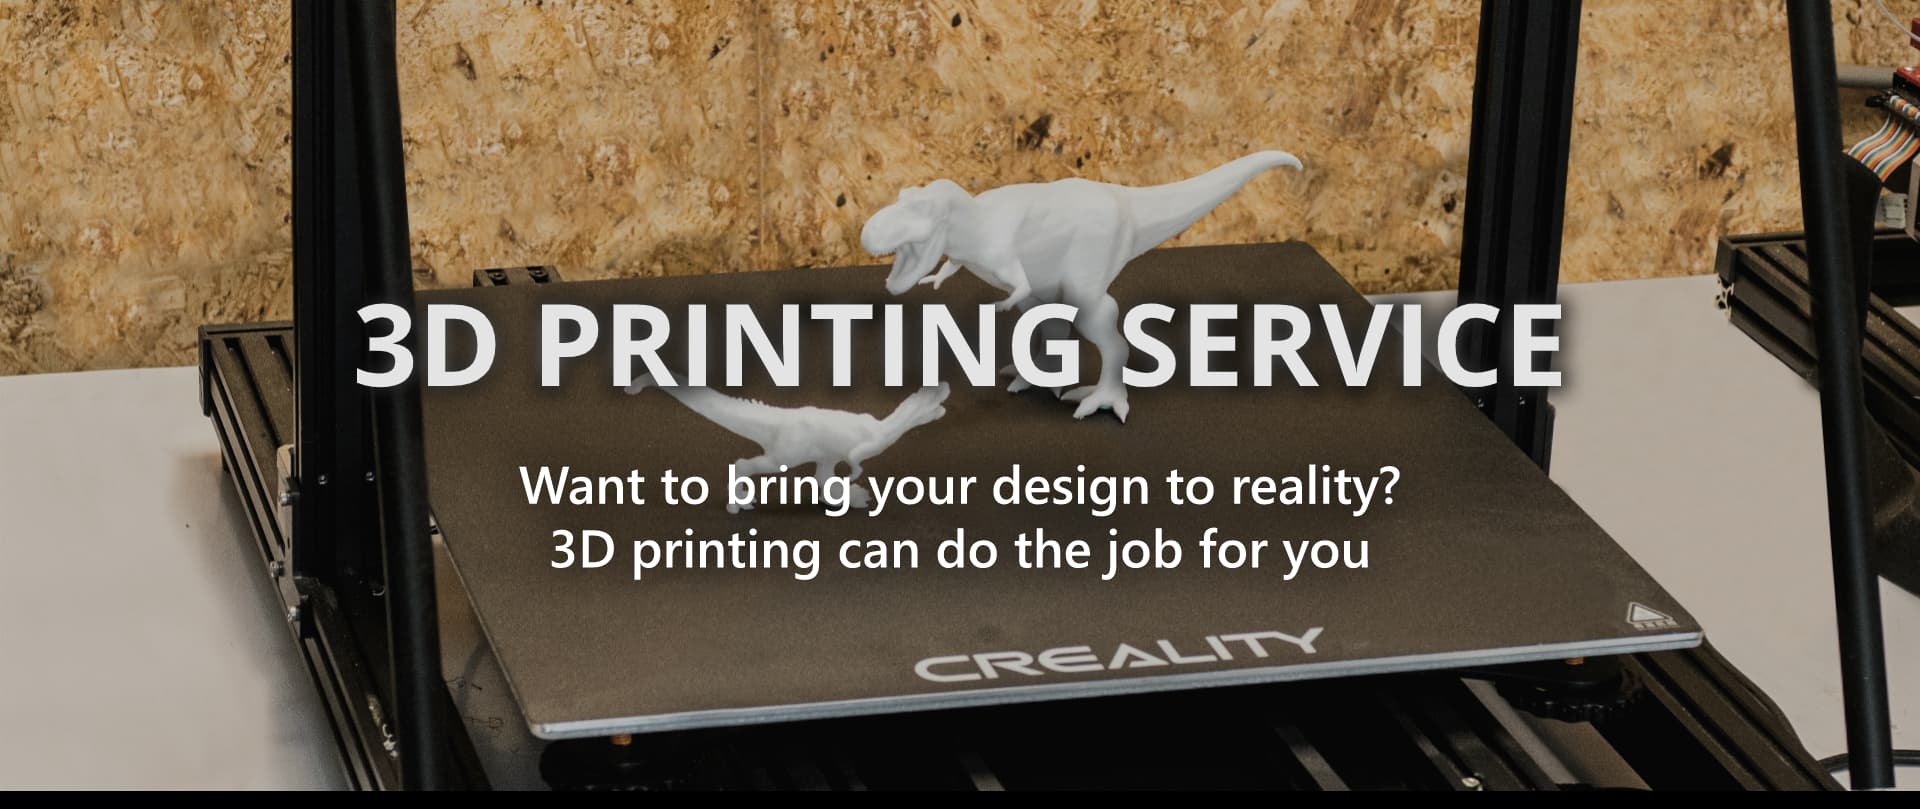 3D PRINTING SERVICE
Want to bring your design to reality?
3D printing can do the job for you
CREALITY